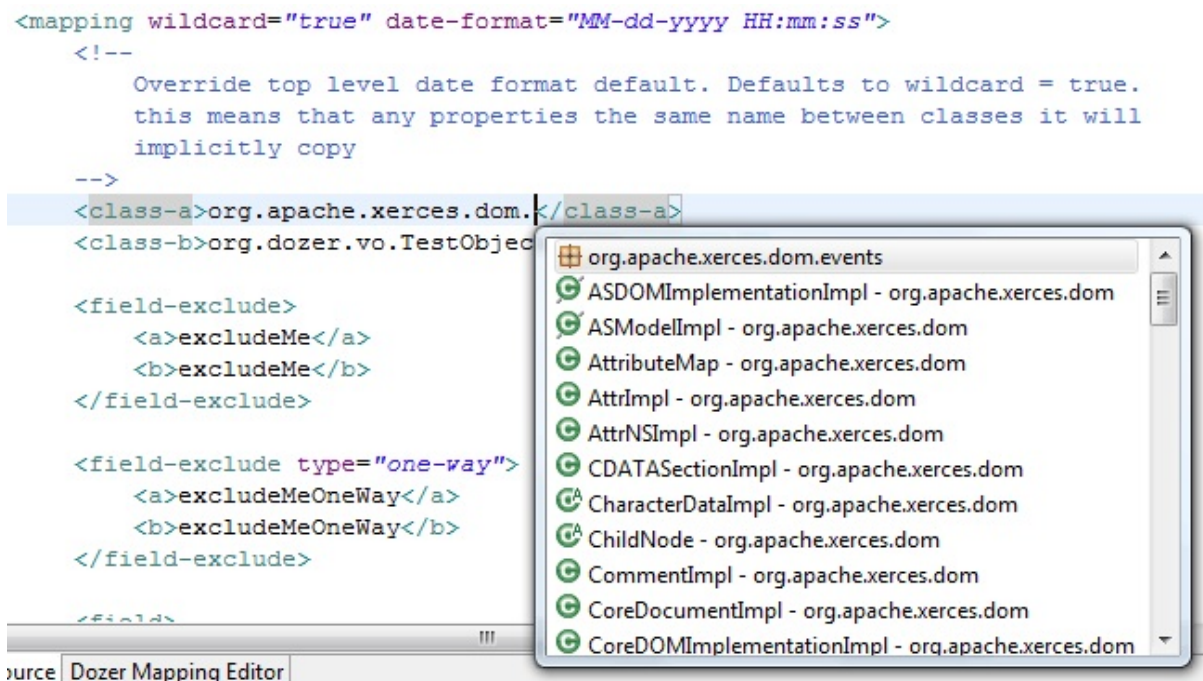 <mapping wildcard="true" date-format="MM-dd-yyyy HH:mm:ss">
<!--
Override top level date format default. Defaults to wildcard = true.
this means that any properties the same name between classes it will
implicitly copy
-->
<class-a>org.apache.xerces.dom.</class-a>
<class-b>org.dozer.vo.TestObjec
<field-exclude>
<a>excludeMe</a>
<b>excludeMe</b>
</field-exclude>
<field-exclude type="one-way">
<a>excludeMeOneWay</a>
<b>excludeMeOneWay</b>
</field-exclude>
<field>
org.apache.xerces.dom.events
ASDOMImplementationImpl - org.apache.xerces.dom
ASModelImpl - org.apache.xerces.dom
AttributeMap - org.apache.xerces.dom
AttrImpl - org.apache.xerces.dom
AttrNSImpl - org.apache.xerces.dom
CDATASectionImpl - org.apache.xerces.dom
CharacterDataImpl - org.apache.xerces.dom
ChildNode - org.apache.xerces.dom
CommentImpl - org.apache.xerces.dom
CoreDocumentImpl - org.apache.xerces.dom
CoreDOMImplementationImpl - org.apache.xerces.dom
ource Dozer Mapping Editor